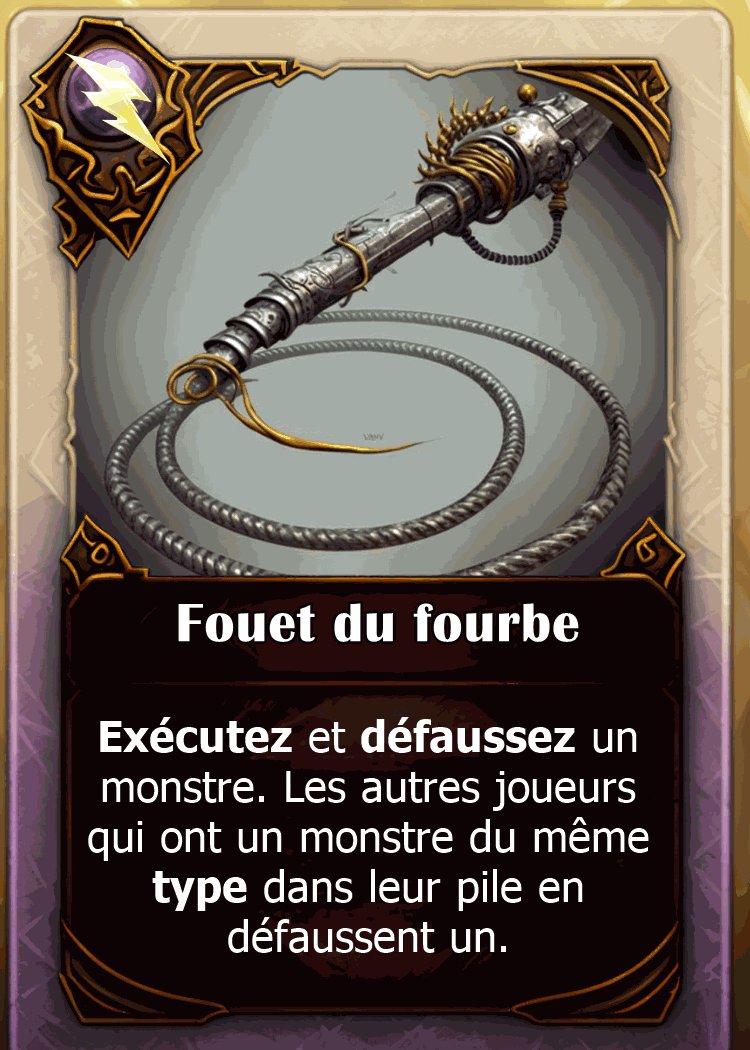 Fouet du fourbe
Exécutez et défaussez un
monstre. Les autres joueurs
qui ont un monstre du même
type dans leur pile en
défaussent un.